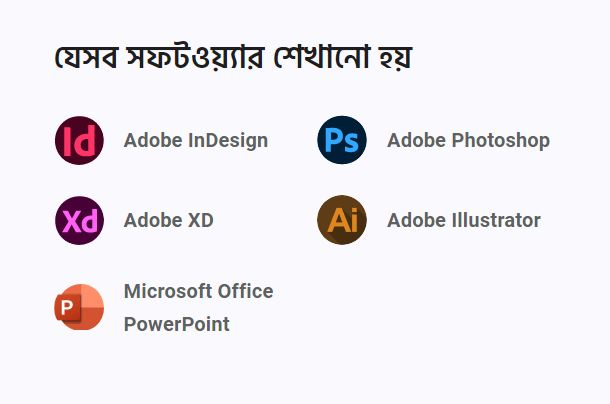 যেসব সফটওয়্যার শেখানো হয়
Id Adobe InDesign
Ps Adobe Photoshop
Xd Adobe XD
Ai Adobe Illustrator
P Microsoft Office
PowerPoint